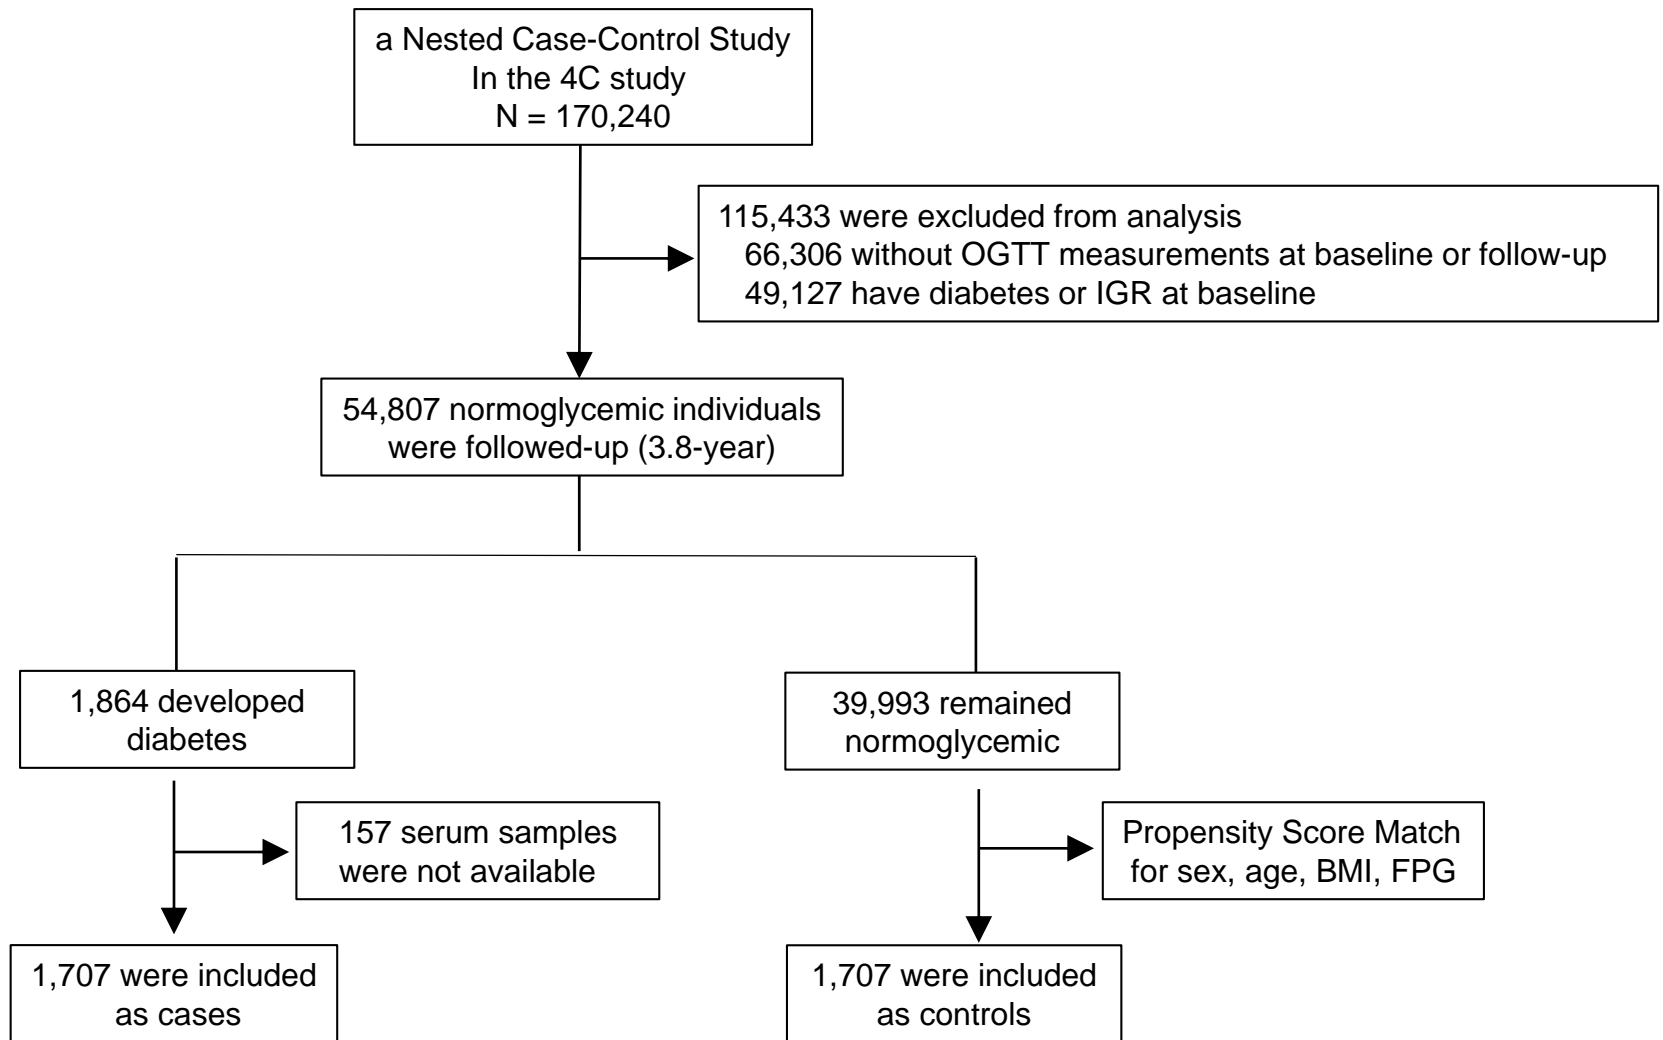 a Nested Case-Control Study
In the 4C study
N = 170,240
115,433 were excluded from analysis
66,306 without OGTT measurements at baseline or follow-up
49,127 have diabetes or IGR at baseline
54,807 normoglycemic individuals
were followed-up (3.8-year)
1,864 developed
diabetes
39,993 remained
normoglycemic
157 serum samples
were not available
Propensity Score Match
for sex, age, BMI, FPG
1,707 were included
as cases
1,707 were included
as controls